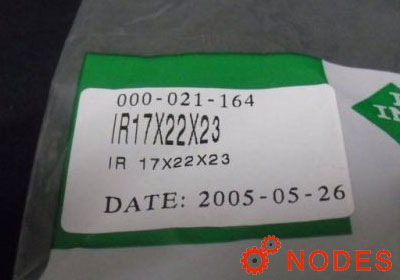 000-021-164
IR17X22X23
IR 17X22X23
DATE: 2005-05-26
NODES